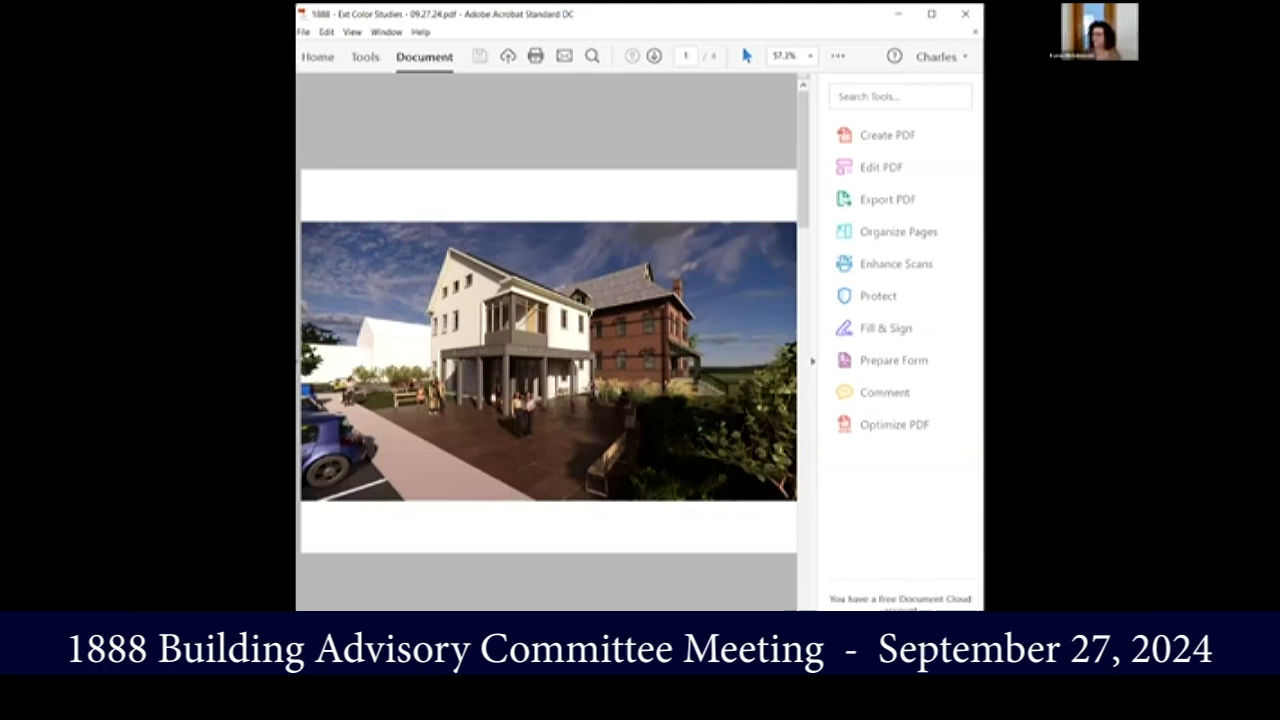 1888 - Ext Color Studies - 09.27.24.pdf - Adobe Acrobat Standard DC
File Edit View Window Help
Home Tools Document 1 / 4 57.3% Charles
Search Tools...
Create PDF
Edit PDF
Export PDF
Organize Pages
Enhance Scans
Protect
Fill & Sign
Prepare Form
Comment
Optimize PDF
You have a free Document Cloud
account
1888 Building Advisory Committee Meeting - September 27, 2024